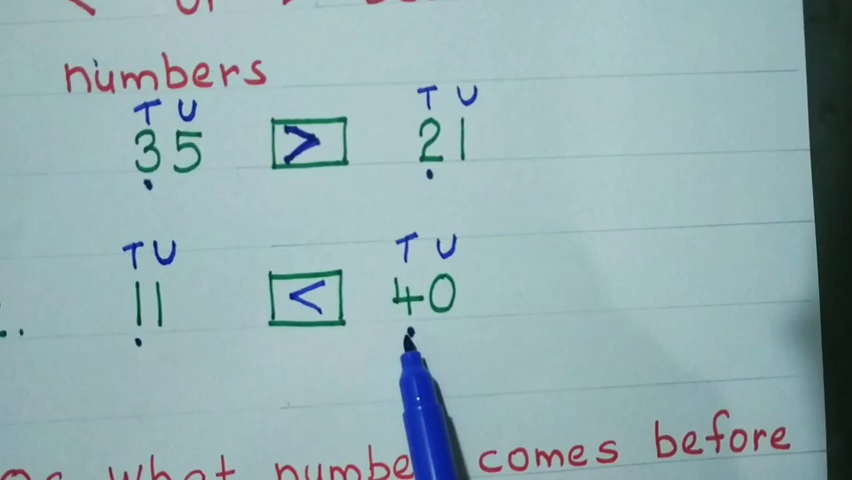 numbers
T U T U
35 > 21
T U T U
.. 11 < 40
what number comes before